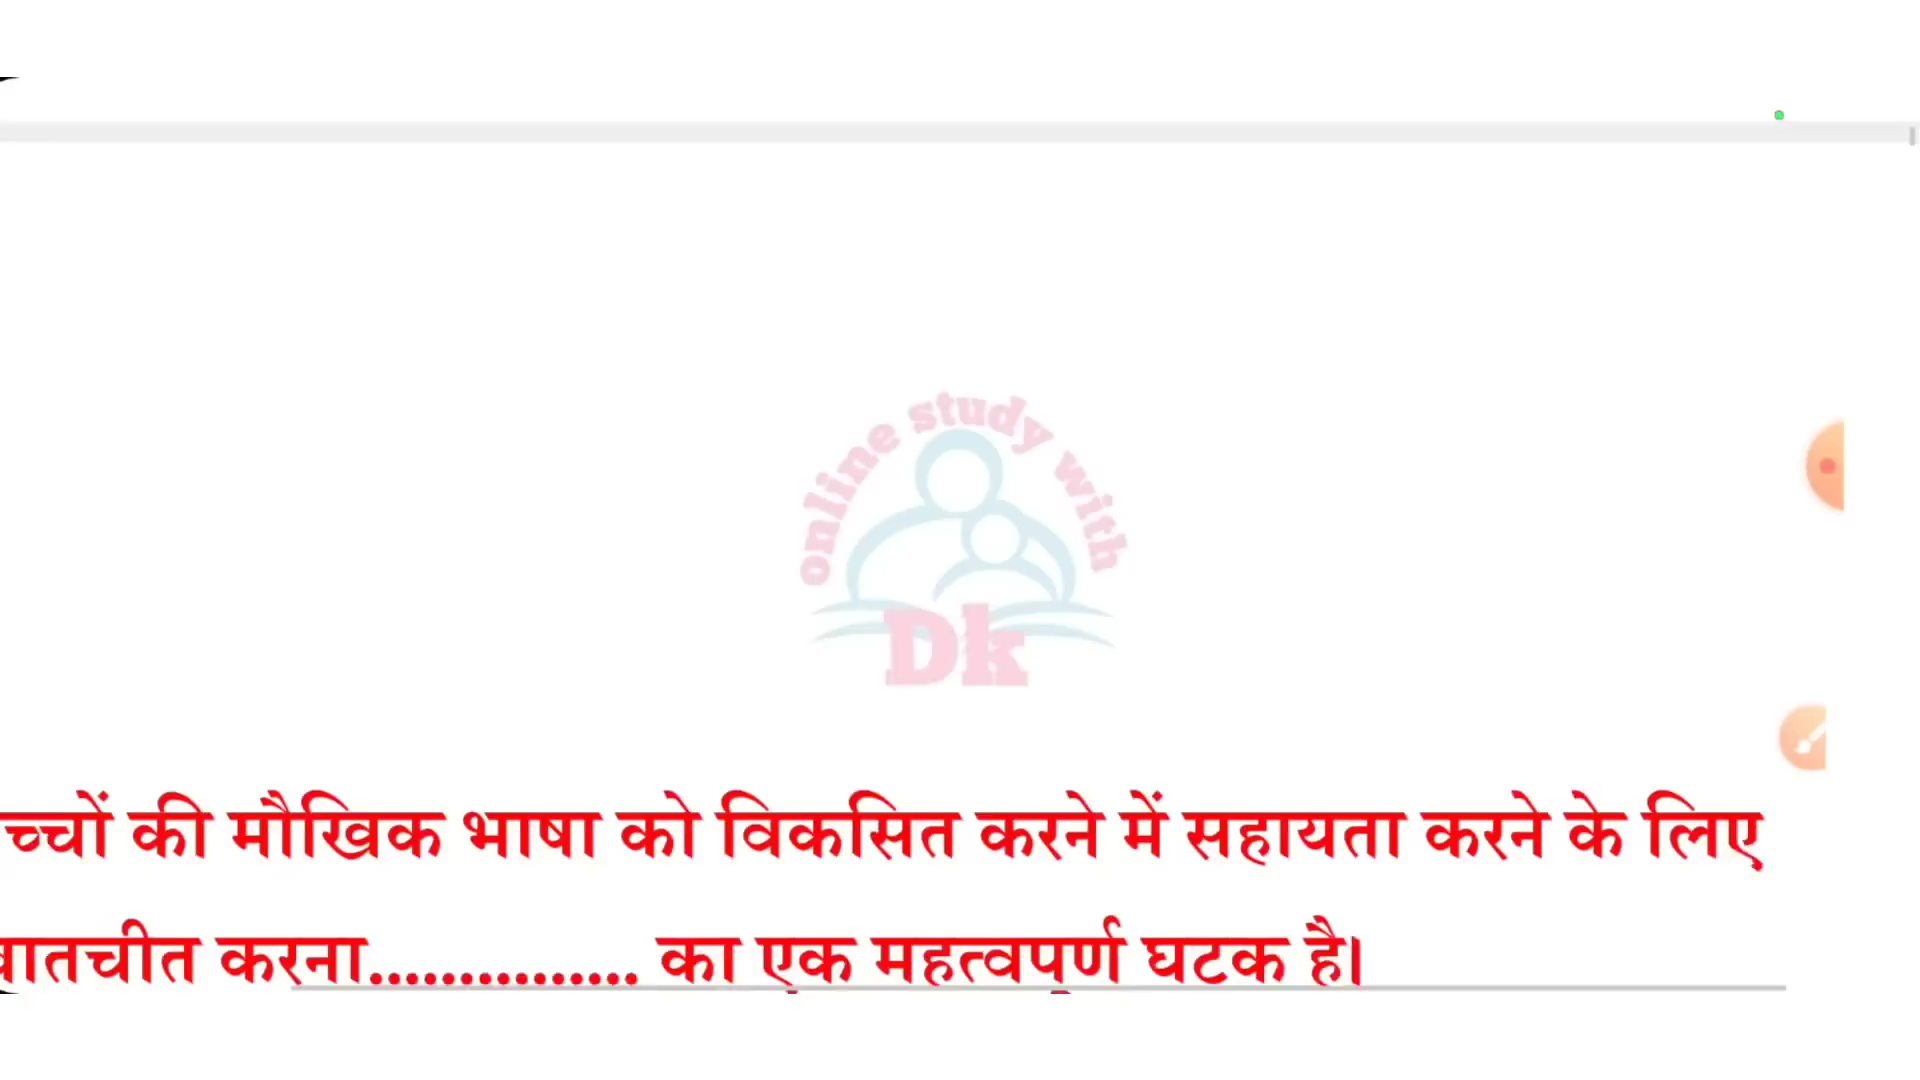 online study with
Dk
च्चों की मौखिक भाषा को विकसित करने में सहायता करने के लिए
बातचीत करना............... का एक महत्वपूर्ण घटक है।